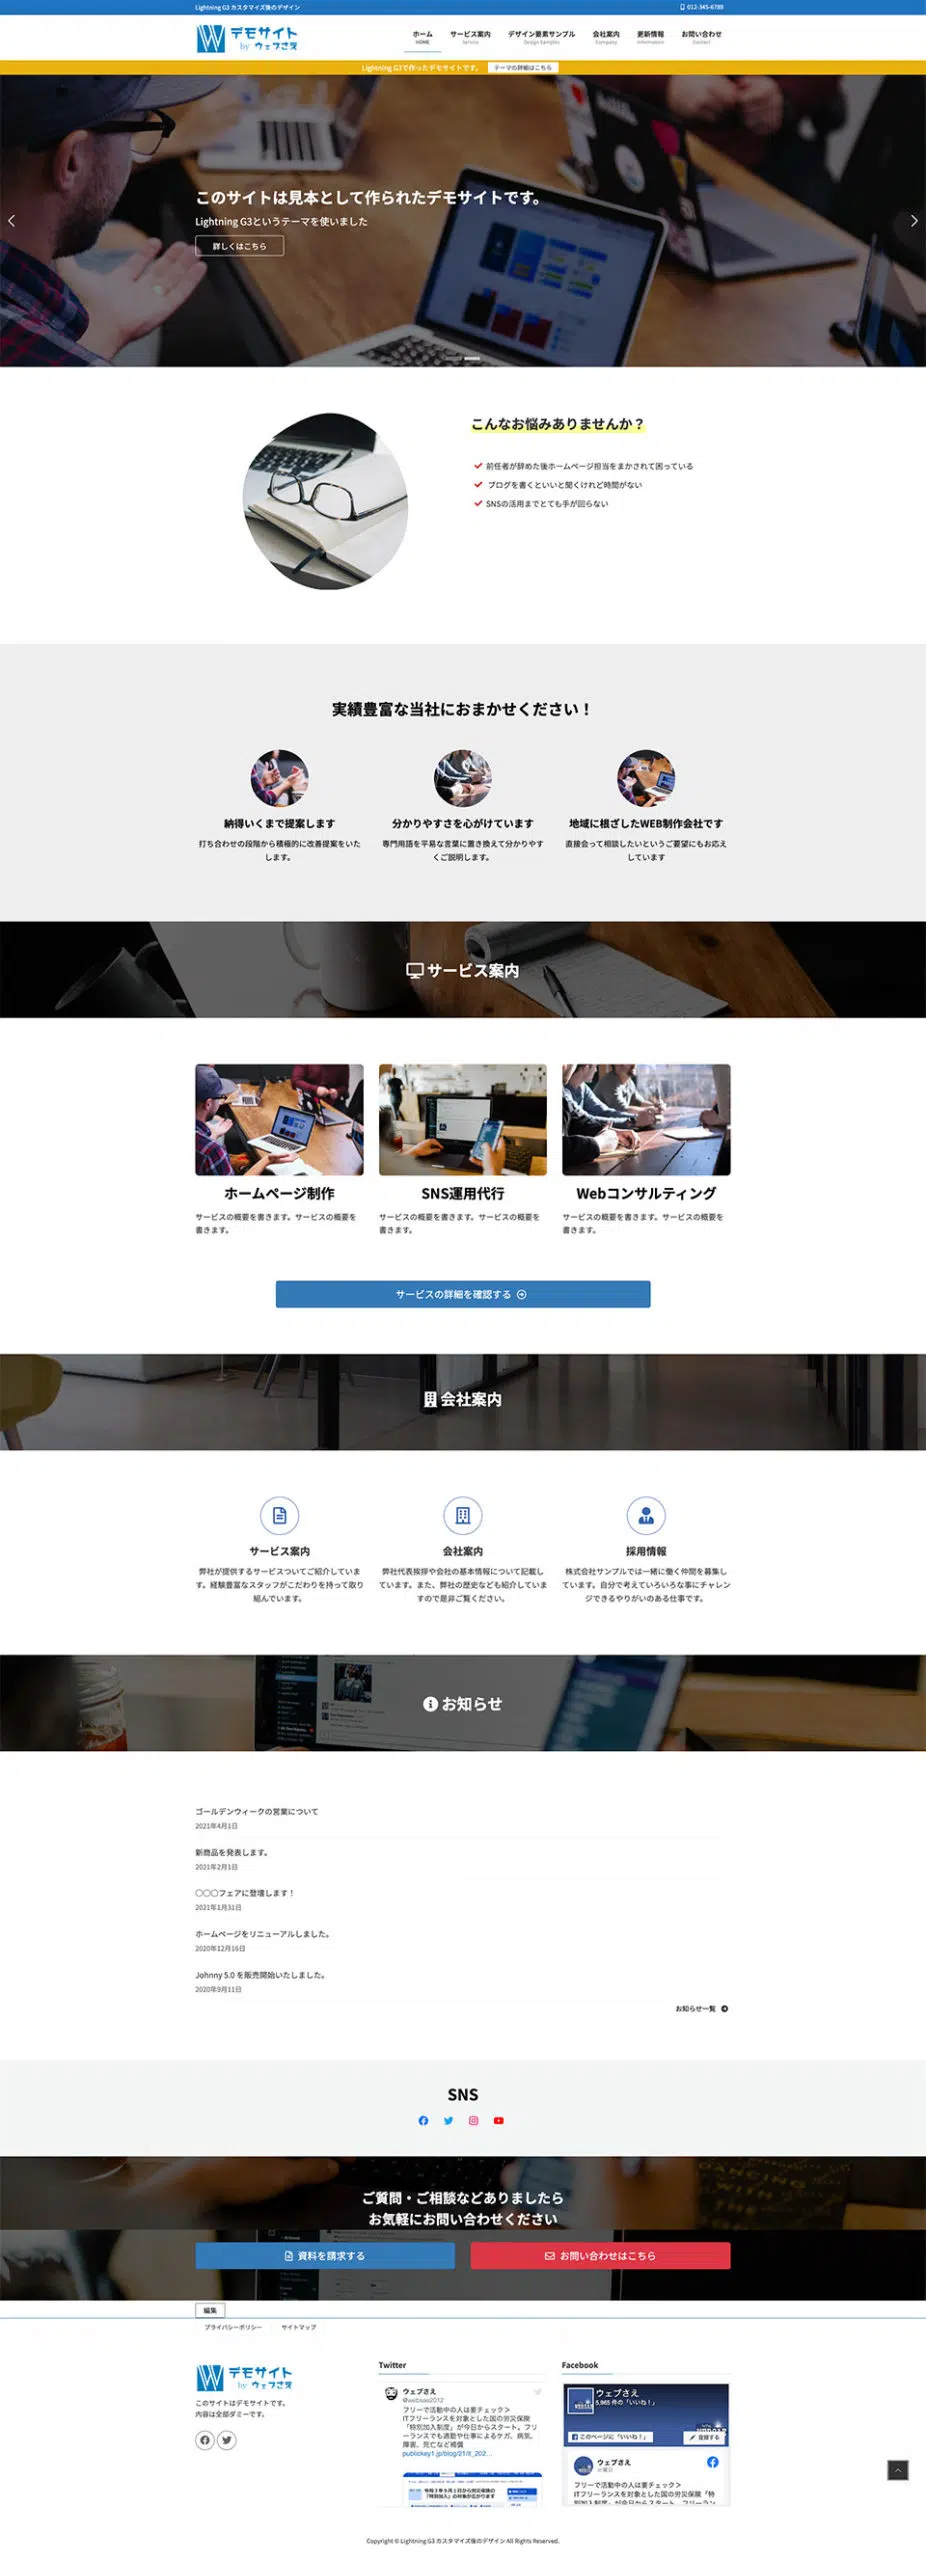 Lightning G3 カスタマイズ後のデザイン
012-345-6789
デモサイト
by ウェブさえ
ホーム
HOME
サービス案内
Service
デザイン要素サンプル
Design Samples
会社案内
Company
更新情報
Information
お問い合わせ
Contact
Lightning G3で作ったデモサイトです。
テーマの詳細はこちら
このサイトは見本として作られたデモサイトです。
Lightning G3というテーマを使いました
詳しくはこちら
こんなお悩みありませんか？
前任者が辞めた後ホームページ担当をまかされて困っている
ブログを書くといいと聞くけれど時間がない
SNSの活用までとても手が回らない
実績豊富な当社におまかせください！
納得いくまで提案します
打ち合わせの段階から積極的に改善提案をいた
します。
分かりやすさを心がけています
専門用語を平易な言葉に置き換えて分かりやす
くご説明します。
地域に根ざしたWEB制作会社です
直接会って相談したいというご要望にもお応え
しています
サービス案内
ホームページ制作
サービスの概要を書きます。サービスの概要を
書きます。
SNS運用代行
サービスの概要を書きます。サービスの概要を
書きます。
Webコンサルティング
サービスの概要を書きます。サービスの概要を
書きます。
サービスの詳細を確認する
会社案内
サービス案内
弊社が提供するサービスついてご紹介していま
す。経験豊富なスタッフがこだわりを持って取り
組んでいます。
会社案内
弊社代表挨拶や会社の基本情報について記載し
ています。また、弊社の歴史なども紹介していま
すので是非ご覧ください。
採用情報
株式会社サンプルでは一緒に働く仲間を募集し
ています。自分で考えていろいろな事にチャレン
ジできるやりがいのある仕事です。
お知らせ
ゴールデンウィークの営業について
2021年4月1日
新商品を発表します。
2021年2月1日
〇〇〇フェアに登壇します！
2021年1月31日
ホームページをリニューアルしました。
2020年12月16日
Johnny 5.0 を販売開始いたしました。
2020年9月11日
お知らせ一覧
SNS
ご質問・ご相談などありましたら
お気軽にお問い合わせください
資料を請求する
お問い合わせはこちら
編集
プライバシーポリシー
サイトマップ
デモサイト
by ウェブさえ
このサイトはデモサイトです。
内容は全部ダミーです。
Twitter
ウェブさえ
@websae2012
フリーで活動中の人は要チェック＞
ITフリーランスを対象とした国の労災保険
「特別加入制度」が今日からスタート。フリ
ーランスでも通勤や仕事によるケガ、病気、
障害、死亡など補償
publickey1.jp/blog/21/it_202…
令和3年9月1日から労災保険の
「特別加入」の対象が広がります
Facebook
ウェブさえ
5,965 件の「いいね！」
このページに「いいね！」
登録する
ウェブさえ
フリーで活動中の人は要チェック＞
ITフリーランスを対象とした国の労災保険「特
別加入制度」が今日からスタート。フリーラン
Copyright © Lightning G3 カスタマイズ後のデザイン All Rights Reserved.